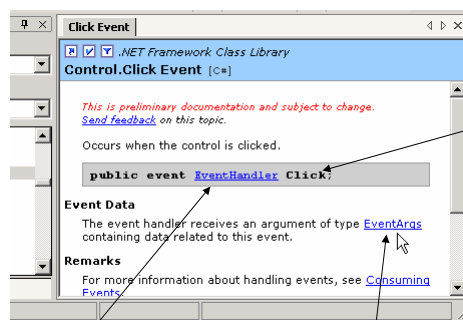 Click Event
.NET Framework Class Library
Control.Click Event [C#]
This is preliminary documentation and subject to change.
Send feedback on this topic.
Occurs when the control is clicked.
public event EventHandler Click;
Event Data
The event handler receives an argument of type EventArgs
containing data related to this event.
Remarks
For more information about handling events, see Consuming
Events